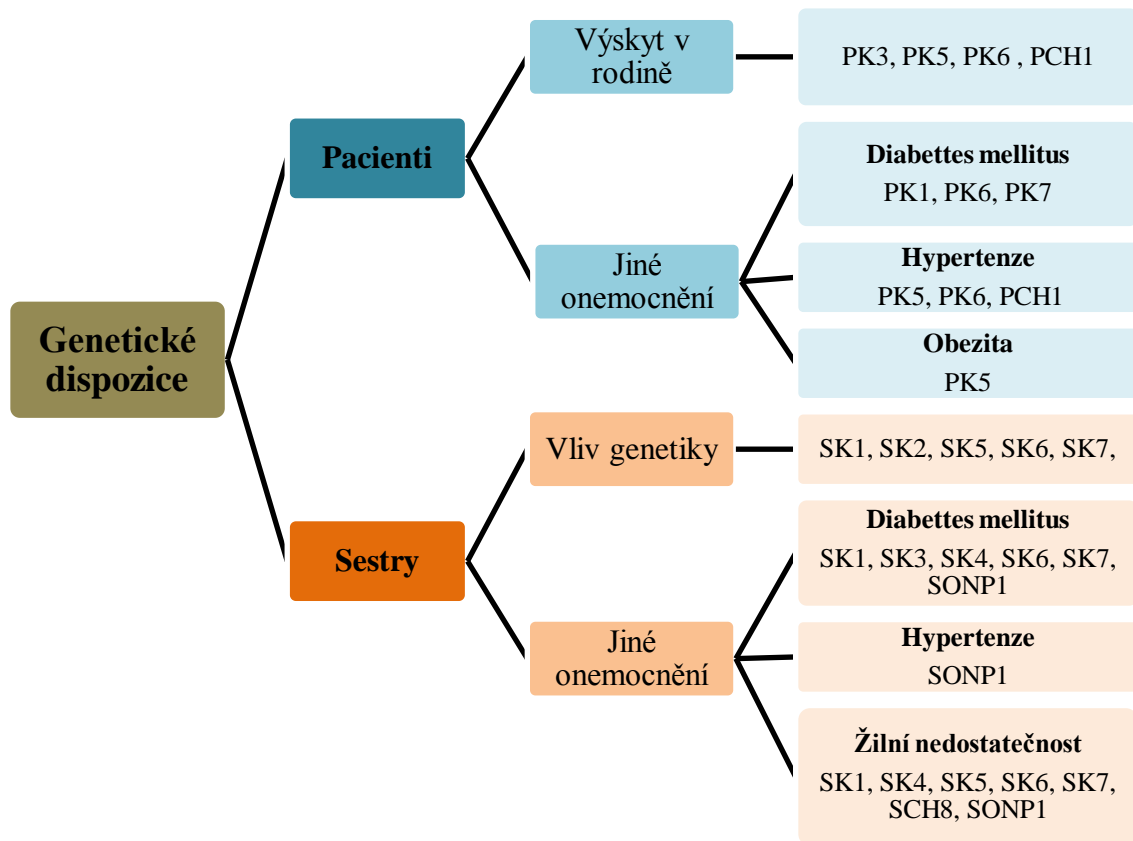 Genetické
dispozice
Pacienti
Výskyt v
rodině
PK3, PK5, PK6 , PCH1
Jiné
onemocnění
Diabettes mellitus
PK1, PK6, PK7
Hypertenze
PK5, PK6, PCH1
Obezita
PK5
Sestry
Vliv genetiky
SK1, SK2, SK5, SK6, SK7,
Jiné
onemocnění
Diabettes mellitus
SK1, SK3, SK4, SK6, SK7,
SONP1
Hypertenze
SONP1
Žilní nedostatečnost
SK1, SK4, SK5, SK6, SK7,
SCH8, SONP1